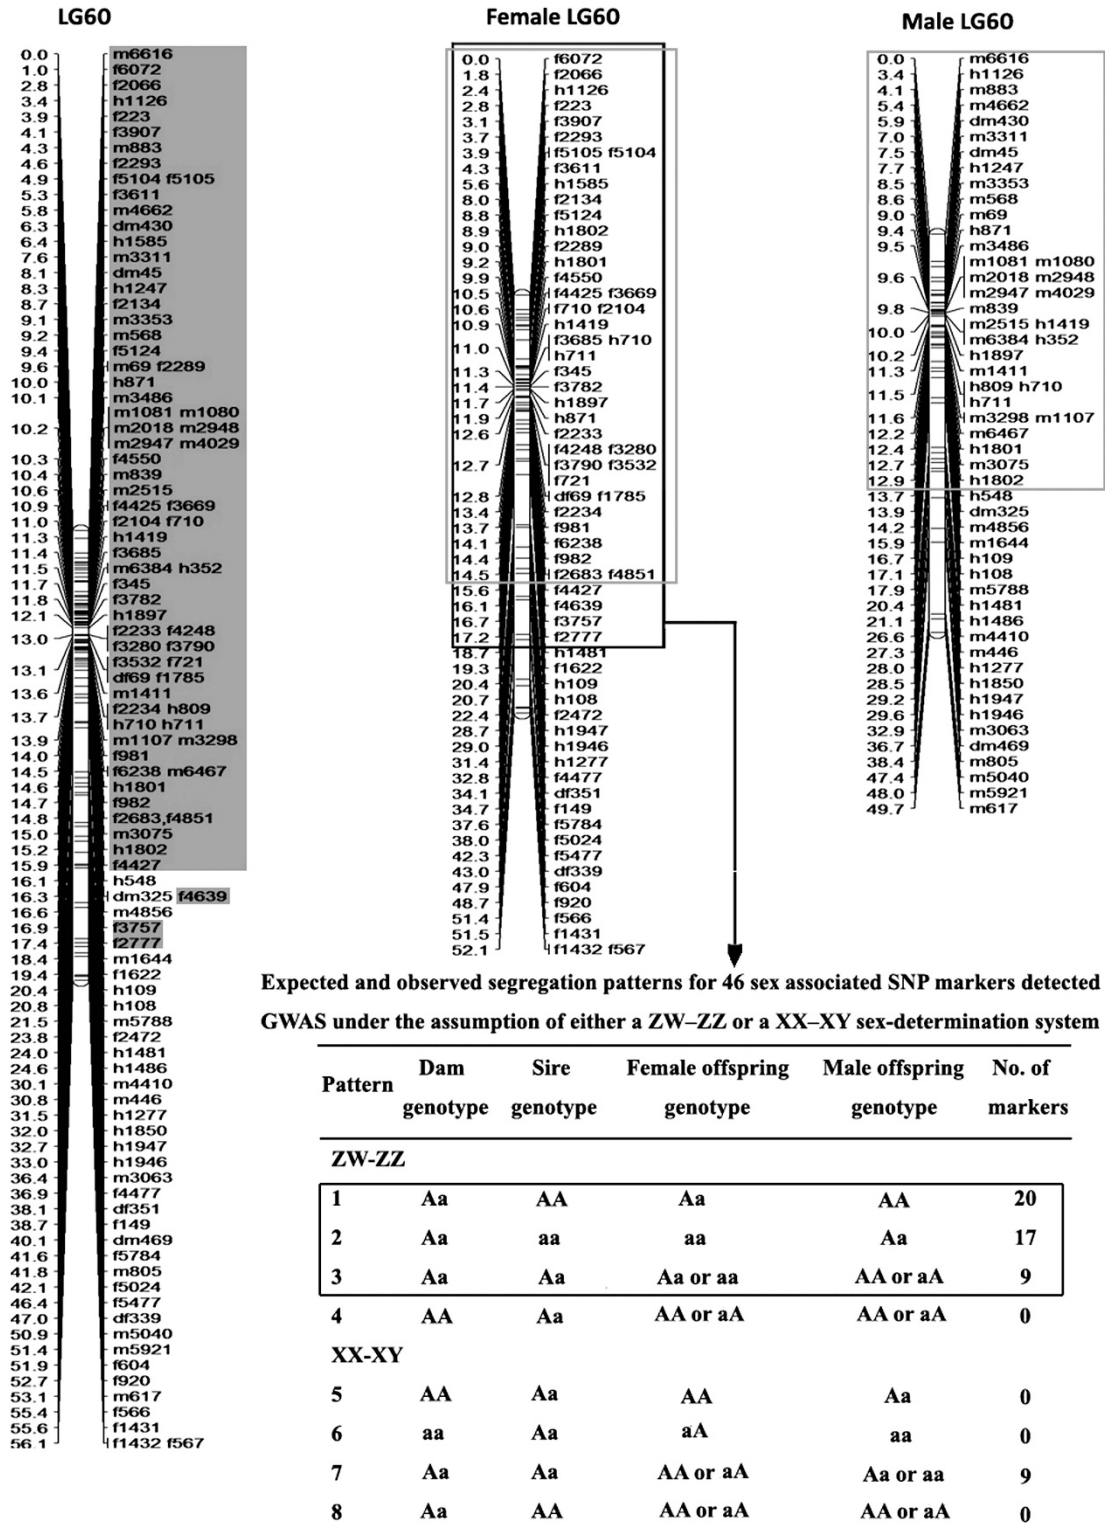 LG60
0.0 m6616
1.0 f6072
2.8 f2066
3.4 h1126
3.9 f223
4.1 f3907
4.3 m883
4.6 f2293
4.9 f5104 f5105
5.3 f3611
5.8 m4662
6.3 dm430
6.4 h1585
7.6 m3311
8.1 dm45
8.3 h1247
8.7 f2134
9.1 m3353
9.2 m568
9.4 f5124
9.6 m69 f2289
10.0 h871
10.1 m3486
m1081 m1080
10.2 m2018 m2948
m2947 m4029
10.3 f4550
10.4 m839
10.6 m2515
10.9 f4425 f3669
11.0 f2104 f710
11.3 h1419
11.4 f3685
11.5 m6384 h352
11.7 f345
11.8 f3782
12.1 h1897
f2233 f4248
13.0 f3280 f3790
f3532 f721
13.1 df69 f1785
13.6 m1411
f2234 h809
13.7 h710 h711
13.9 m1107 m3298
14.0 f981
14.5 f6238 m6467
14.6 h1801
14.7 f982
14.8 f2683,f4851
15.0 m3075
15.2 h1802
15.9 f4427
16.1 h548
16.3 dm325 f4639
16.6 m4856
16.9 f3757
17.4 f2777
18.4 m1644
19.4 f1622
20.4 h109
20.8 h108
21.5 m5788
23.8 f2472
24.0 h1481
24.6 h1486
30.1 m4410
30.8 m446
31.5 h1277
32.0 h1850
32.7 h1947
33.0 h1946
36.4 m3063
36.9 f4477
38.1 df351
38.7 f149
40.1 dm469
41.6 f5784
41.8 m805
42.1 f5024
46.4 f5477
47.0 df339
50.9 m5040
51.4 m5921
51.9 f604
52.7 f920
53.1 m617
55.4 f566
55.6 f1431
56.1 f1432 f567
Female LG60
0.0 f6072
1.8 f2066
2.4 h1126
2.8 f223
3.1 f3907
3.7 f2293
3.9 f5105 f5104
4.3 f3611
5.6 h1585
8.0 f2134
8.8 f5124
8.9 h1802
9.0 f2289
9.2 h1801
9.9 f4550
10.5 f4425 f3669
10.6 f710 f2104
10.9 h1419
f3685 h710
11.0 h711
11.3 f345
11.4 f3782
11.7 h1897
11.9 h871
12.6 f2233
f4248 f3280
12.7 f3790 f3532
f721
12.8 df69 f1785
13.4 f2234
13.7 f981
14.1 f6238
14.4 f982
14.5 f2683 f4851
15.6 f4427
16.1 f4639
16.7 f3757
17.2 f2777
18.7 h1481
19.3 f1622
20.4 h109
20.7 h108
22.4 f2472
28.7 h1947
29.0 h1946
31.4 h1277
32.8 f4477
34.1 df351
34.7 f149
37.6 f5784
38.0 f5024
42.3 f5477
43.0 df339
47.9 f604
48.7 f920
51.4 f566
51.5 f1431
52.1 f1432 f567
Male LG60
0.0 m6616
3.4 h1126
4.1 m883
5.4 m4662
5.9 dm430
7.0 m3311
7.5 dm45
7.7 h1247
8.5 m3353
8.6 m568
9.0 m69
9.4 h871
9.5 m3486
m1081 m1080
9.6 m2018 m2948
m2947 m4029
9.8 m839
m2515 h1419
10.0 m6384 h352
10.2 h1897
11.3 m1411
h809 h710
11.5 h711
11.6 m3298 m1107
12.2 m6467
12.4 h1801
12.7 m3075
12.9 h1802
13.7 h548
13.9 dm325
14.2 m4856
15.9 m1644
16.7 h109
17.1 h108
17.9 m5788
20.4 h1481
21.1 h1486
26.6 m4410
27.3 m446
28.0 h1277
28.5 h1850
29.2 h1947
29.6 h1946
32.9 m3063
36.7 dm469
38.4 m805
47.4 m5040
48.0 m5921
49.7 m617
Expected and observed segregation patterns for 46 sex associated SNP markers detected
GWAS under the assumption of either a ZW–ZZ or a XX–XY sex-determination system
Pattern Dam genotype Sire genotype Female offspring genotype Male offspring genotype No. of markers
ZW-ZZ
1 Aa AA Aa AA 20
2 Aa aa aa Aa 17
3 Aa Aa Aa or aa AA or aA 9
4 AA Aa AA or aA AA or aA 0
XX-XY
5 AA Aa AA Aa 0
6 aa Aa aA aa 0
7 Aa Aa AA or aA Aa or aa 9
8 Aa AA AA or aA AA or aA 0